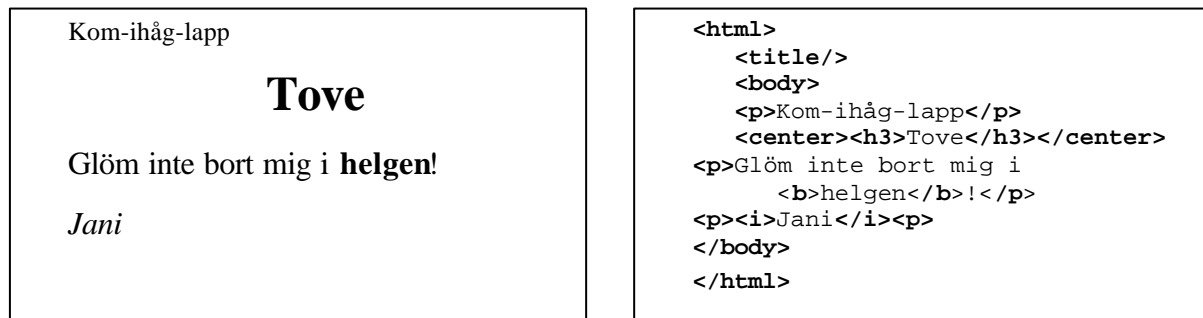 Kom-ihåg-lapp
Tove
Glöm inte bort mig i helgen!
Jani
<html>
<title/>
<body>
<p>Kom-ihåg-lapp</p>
<center><h3>Tove</h3></center>
<p>Glöm inte bort mig i
<b>helgen</b>!</p>
<p><i>Jani</i><p>
</body>
</html>